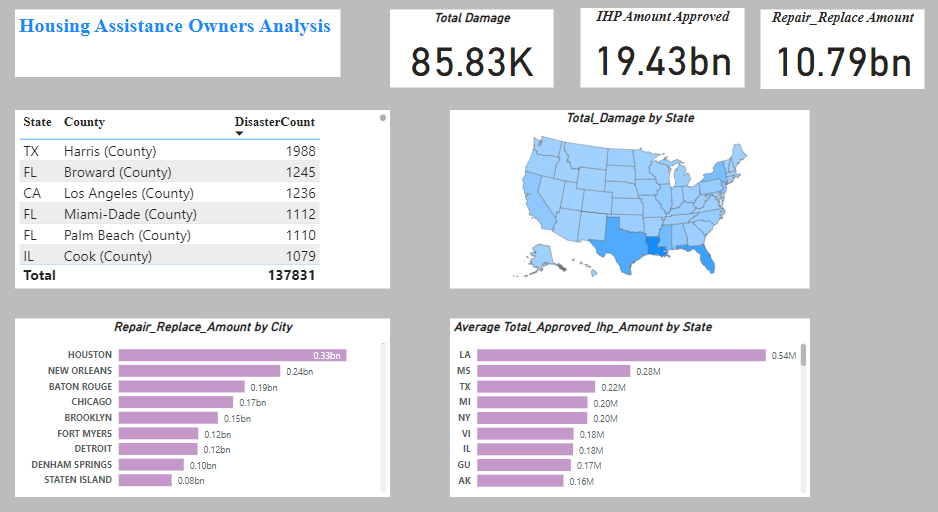 Housing Assistance Owners Analysis
Total Damage
85.83K
IHP Amount Approved
19.43bn
Repair_Replace Amount
10.79bn
State County DisasterCount
TX Harris (County) 1988
FL Broward (County) 1245
CA Los Angeles (County) 1236
FL Miami-Dade (County) 1112
FL Palm Beach (County) 1110
IL Cook (County) 1079
Total 137831
Total_Damage by State
Repair_Replace_Amount by City
HOUSTON 0.33bn
NEW ORLEANS 0.24bn
BATON ROUGE 0.19bn
CHICAGO 0.17bn
BROOKLYN 0.15bn
FORT MYERS 0.12bn
DETROIT 0.12bn
DENHAM SPRINGS 0.10bn
STATEN ISLAND 0.08bn
Average Total_Approved_Ihp_Amount by State
LA 0.54M
MS 0.28M
TX 0.22M
MI 0.20M
NY 0.20M
VI 0.18M
IL 0.18M
GU 0.17M
AK 0.16M